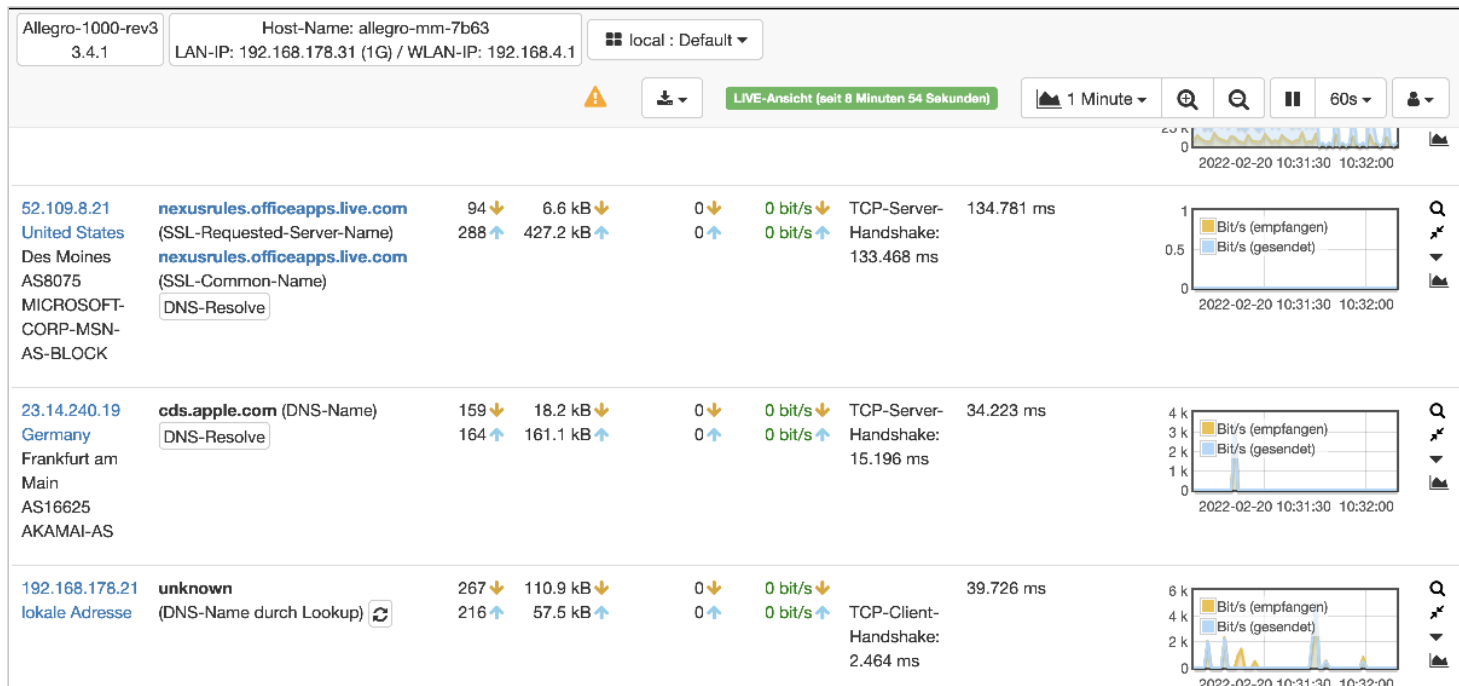 Allegro-1000-rev3
3.4.1
Host-Name: allegro-mm-7b63
LAN-IP: 192.168.178.31 (1G) / WLAN-IP: 192.168.4.1
local : Default
LIVE-Ansicht (seit 8 Minuten 54 Sekunden)
1 Minute
60s
25 k
0
2022-02-20 10:31:30 10:32:00
52.109.8.21
United States
Des Moines
AS8075
MICROSOFT-
CORP-MSN-
AS-BLOCK
nexusrules.officeapps.live.com
(SSL-Requested-Server-Name)
nexusrules.officeapps.live.com
(SSL-Common-Name)
DNS-Resolve
94 6.6 kB 0 0 bit/s
288 427.2 kB 0 0 bit/s
TCP-Server-
Handshake:
133.468 ms
134.781 ms
1
0.5
0
Bit/s (empfangen)
Bit/s (gesendet)
2022-02-20 10:31:30 10:32:00
23.14.240.19
Germany
Frankfurt am
Main
AS16625
AKAMAI-AS
cds.apple.com (DNS-Name)
DNS-Resolve
159 18.2 kB 0 0 bit/s
164 161.1 kB 0 0 bit/s
TCP-Server-
Handshake:
15.196 ms
34.223 ms
4 k
3 k
2 k
1 k
0
Bit/s (empfangen)
Bit/s (gesendet)
2022-02-20 10:31:30 10:32:00
192.168.178.21
lokale Adresse
unknown
(DNS-Name durch Lookup)
267 110.9 kB 0 0 bit/s
216 57.5 kB 0 0 bit/s
TCP-Client-
Handshake:
2.464 ms
39.726 ms
6 k
4 k
2 k
0
Bit/s (empfangen)
Bit/s (gesendet)
2022-02-20 10:31:30 10:32:00